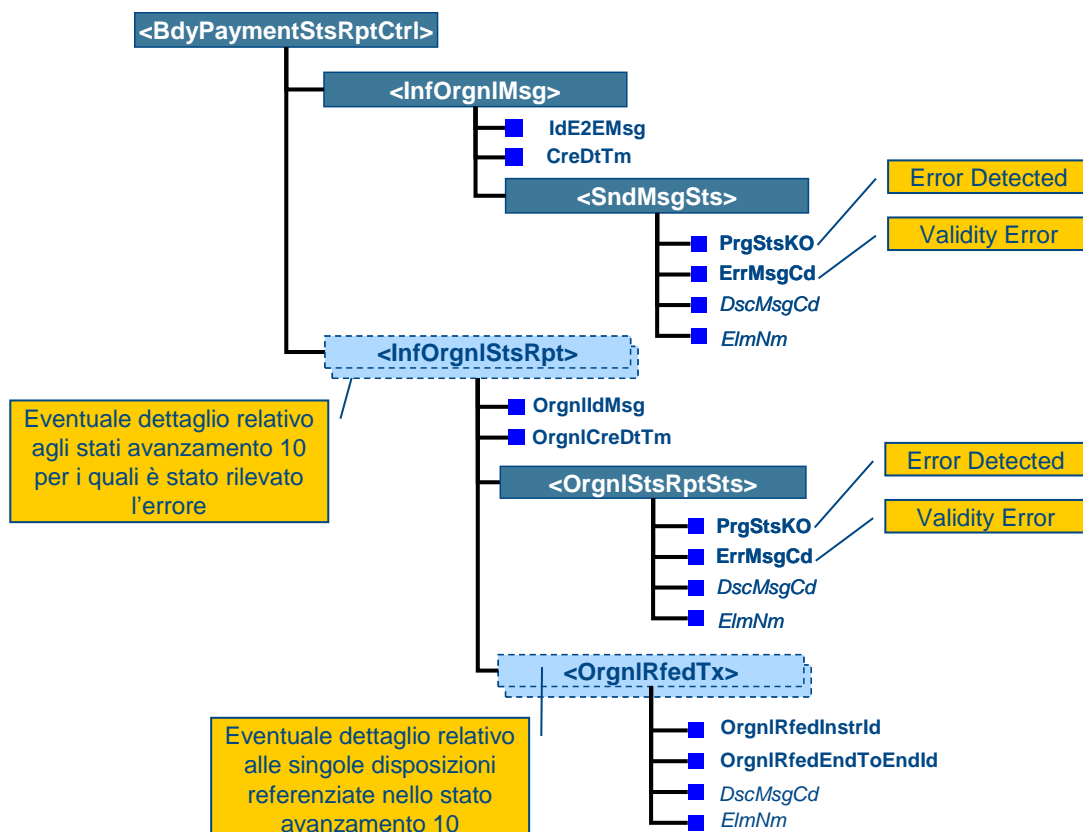 <BdyPaymentStsRptCtrl>
<InfOrgnlMsg>
IdE2EMsg
CreDtTm
<SndMsgSts>
Error Detected
PrgStsKO
Validity Error
ErrMsgCd
DscMsgCd
ElmNm
<InfOrgnlStsRpt>
Eventuale dettaglio relativo
agli stati avanzamento 10
per i quali è stato rilevato
l’errore
OrgnlIdMsg
OrgnlCreDtTm
<OrgnlStsRptSts>
Error Detected
PrgStsKO
Validity Error
ErrMsgCd
DscMsgCd
ElmNm
<OrgnlRfedTx>
Eventuale dettaglio relativo
alle singole disposizioni
referenziate nello stato
avanzamento 10
OrgnlRfedInstrId
OrgnlRfedEndToEndId
DscMsgCd
ElmNm